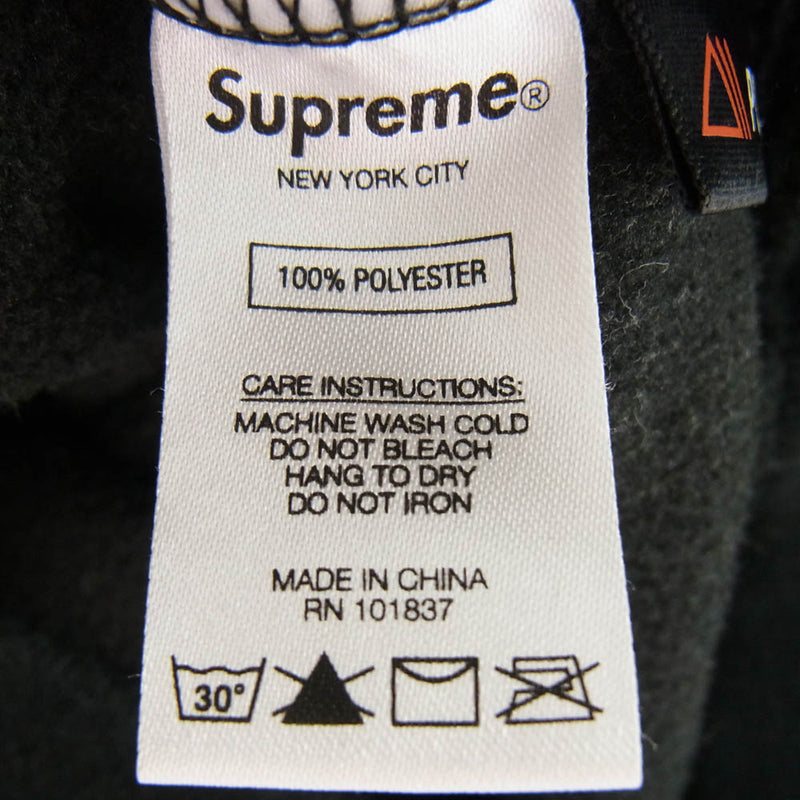 Supreme®
NEW YORK CITY
100% POLYESTER
CARE INSTRUCTIONS:
MACHINE WASH COLD
DO NOT BLEACH
HANG TO DRY
DO NOT IRON
MADE IN CHINA
RN 101837
30°